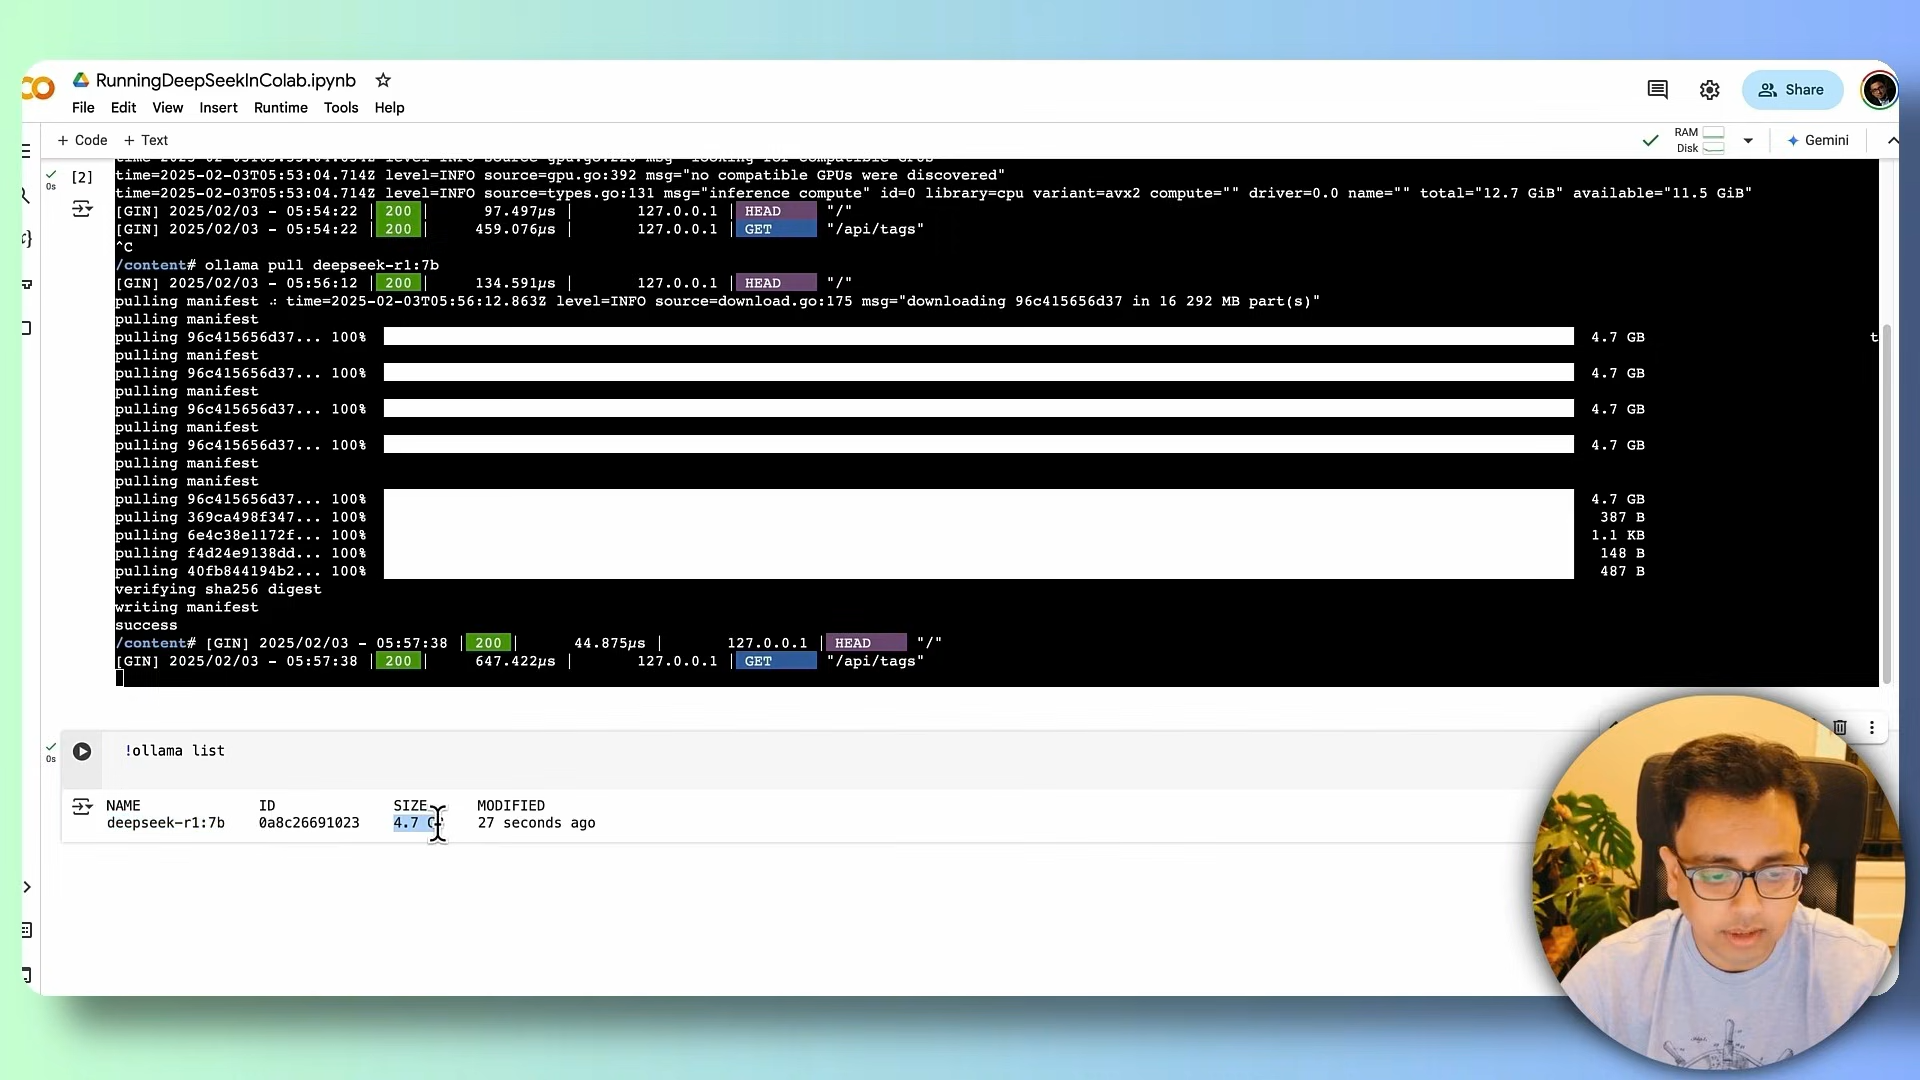 RunningDeepSeekInColab.ipynb
File Edit View Insert Runtime Tools Help
Share
+ Code + Text
RAM
Disk
Gemini
[2]
0s
time=2025-02-03T05:53:04.714Z level=INFO source=gpu.go:392 msg="no compatible GPUs were discovered"
time=2025-02-03T05:53:04.714Z level=INFO source=types.go:131 msg="inference compute" id=0 library=cpu variant=avx2 compute="" driver=0.0 name="" total="12.7 GiB" available="11.5 GiB"
[GIN] 2025/02/03 - 05:54:22 | 200 | 97.497µs | 127.0.0.1 | HEAD "/"
[GIN] 2025/02/03 - 05:54:22 | 200 | 459.076µs | 127.0.0.1 | GET "/api/tags"
^C
/content# ollama pull deepseek-r1:7b
[GIN] 2025/02/03 - 05:56:12 | 200 | 134.591µs | 127.0.0.1 | HEAD "/"
pulling manifest ⠴ time=2025-02-03T05:56:12.863Z level=INFO source=download.go:175 msg="downloading 96c415656d37 in 16 292 MB part(s)"
pulling manifest
pulling 96c415656d37... 100% 4.7 GB t
pulling manifest
pulling 96c415656d37... 100% 4.7 GB
pulling manifest
pulling 96c415656d37... 100% 4.7 GB
pulling manifest
pulling 96c415656d37... 100% 4.7 GB
pulling manifest
pulling manifest
pulling 96c415656d37... 100% 4.7 GB
pulling 369ca498f347... 100% 387 B
pulling 6e4c38e1172f... 100% 1.1 KB
pulling f4d24e9138dd... 100% 148 B
pulling 40fb844194b2... 100% 487 B
verifying sha256 digest
writing manifest
success
/content# [GIN] 2025/02/03 - 05:57:38 | 200 | 44.875µs | 127.0.0.1 | HEAD "/"
[GIN] 2025/02/03 - 05:57:38 | 200 | 647.422µs | 127.0.0.1 | GET "/api/tags"
0s
!ollama list
NAME ID SIZE MODIFIED
deepseek-r1:7b 0a8c26691023 4.7 27 seconds ago